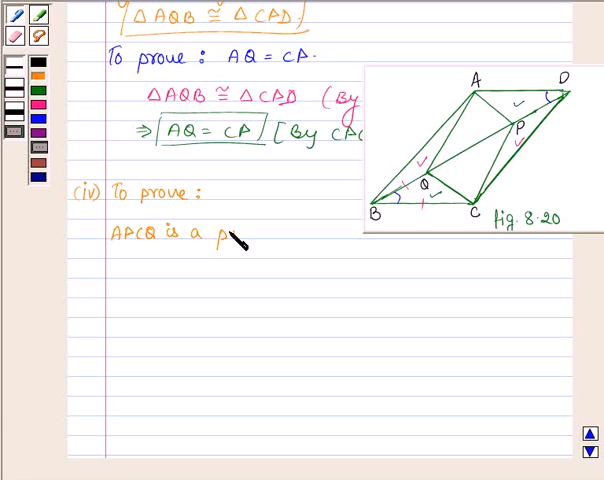 △AQB ≅ △CPD.
To prove : AQ = CP.
△AQB ≅ △CPD (By
⇒ AQ = CP [By CPC
(iv) To prove :
APCQ is a p
A
D
P
Q
B
C
fig. 8.20